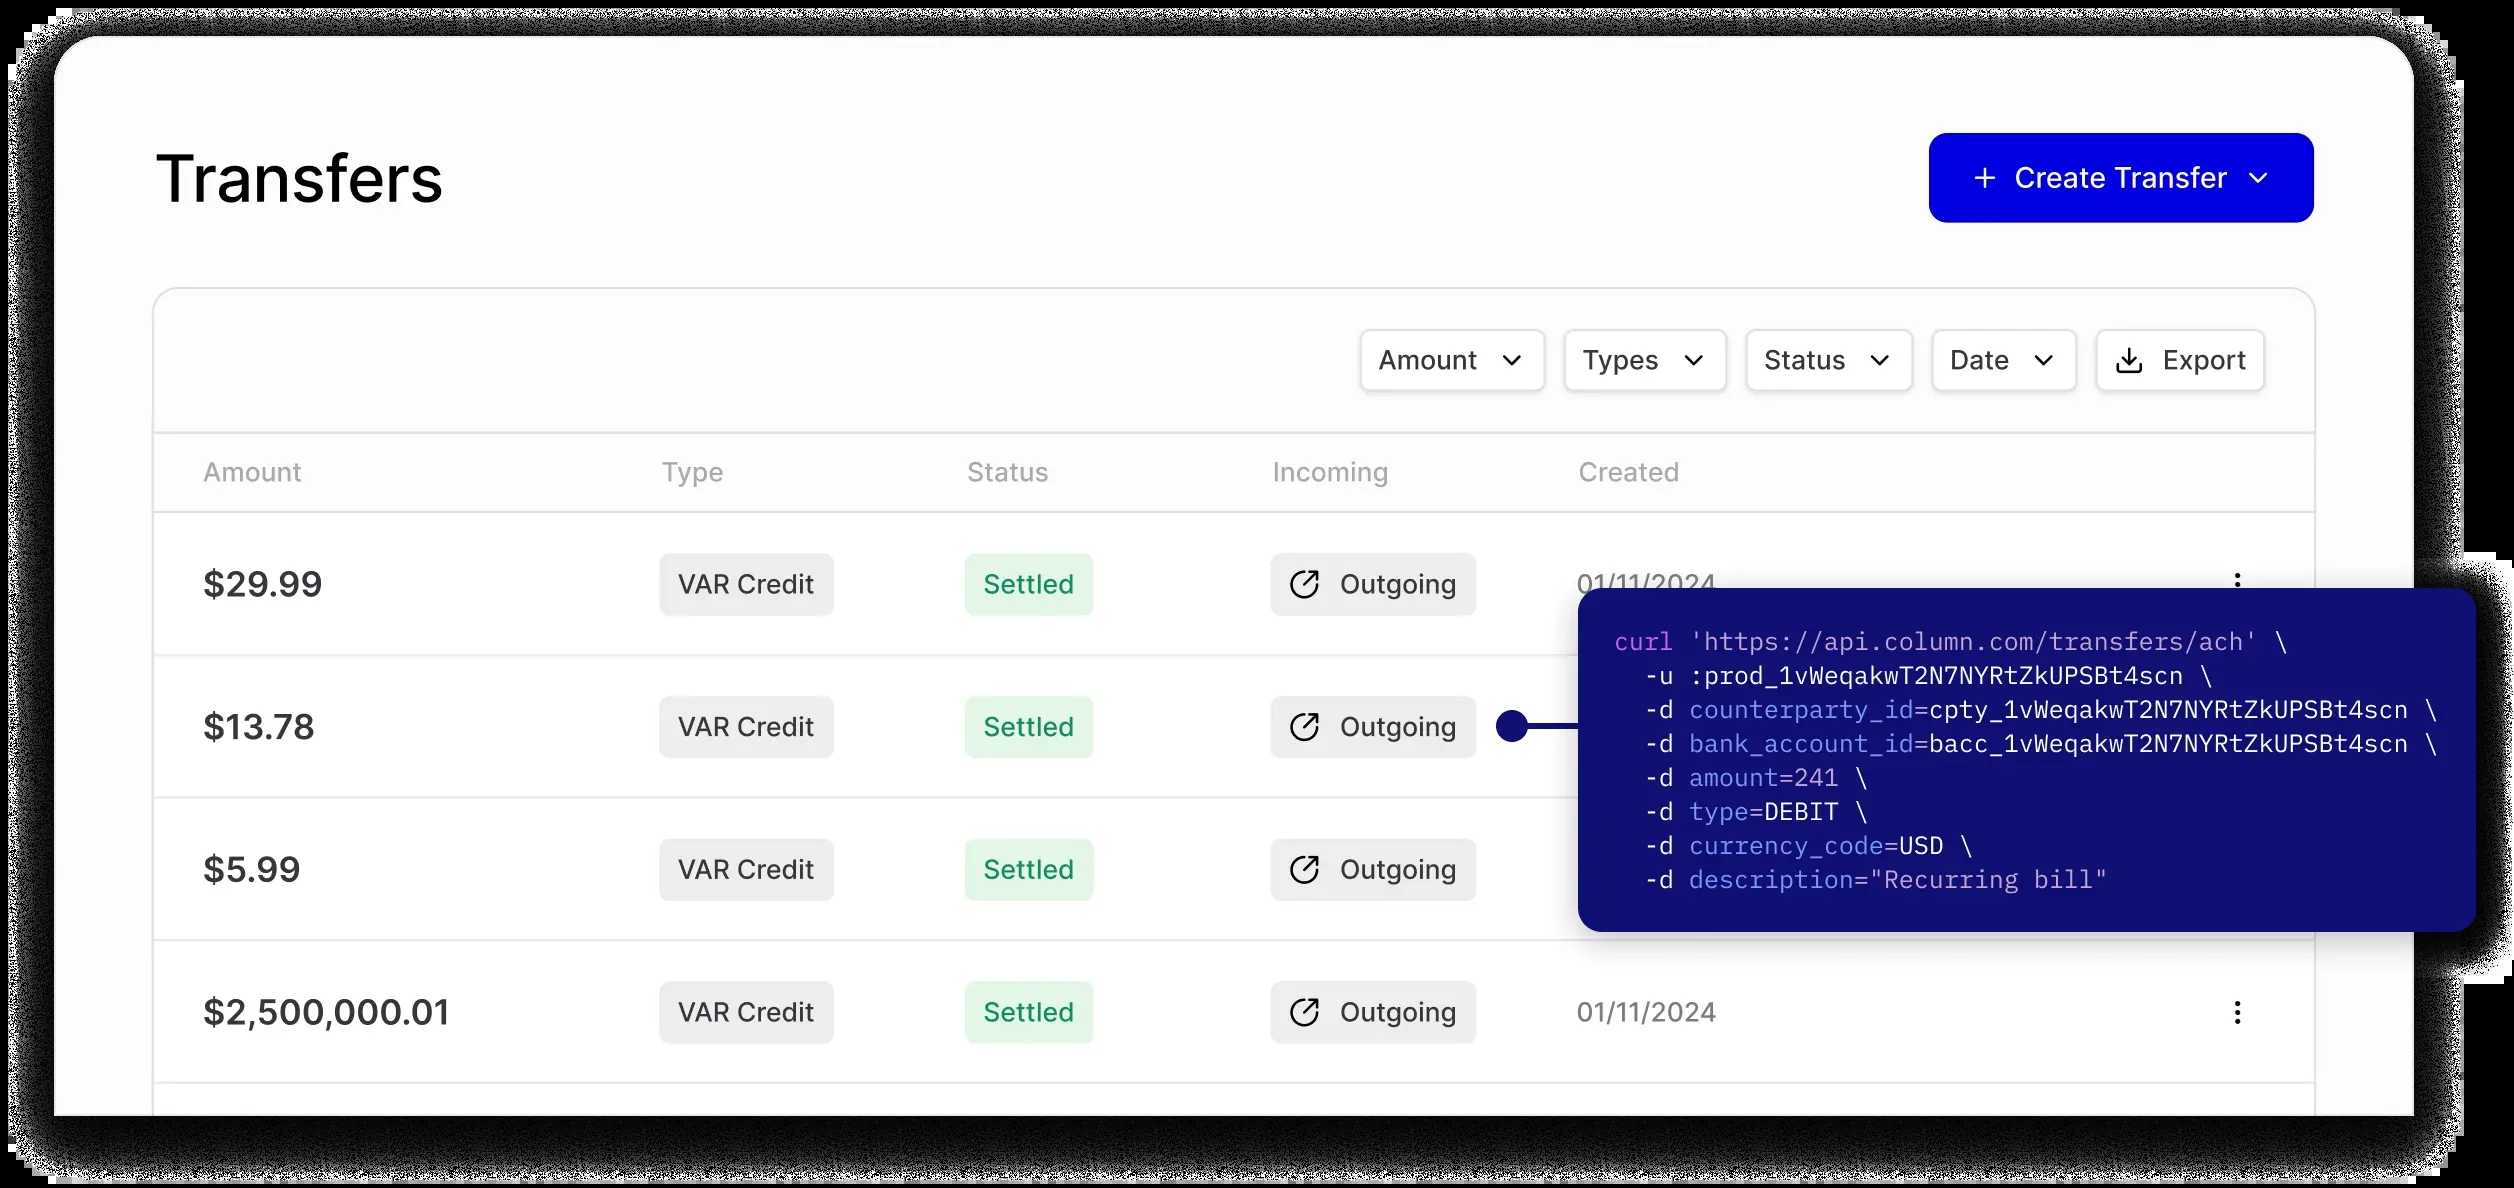 Transfers
+ Create Transfer
Amount Types Status Date Export
Amount Type Status Incoming Created
$29.99 VAR Credit Settled Outgoing 01/11/2024
$13.78 VAR Credit Settled Outgoing
$5.99 VAR Credit Settled Outgoing
$2,500,000.01 VAR Credit Settled Outgoing 01/11/2024
curl 'https://api.column.com/transfers/ach' \
-u :prod_1vWeqakwT2N7NYRtZkUPSBt4scn \
-d counterparty_id=cpty_1vWeqakwT2N7NYRtZkUPSBt4scn \
-d bank_account_id=bacc_1vWeqakwT2N7NYRtZkUPSBt4scn \
-d amount=241 \
-d type=DEBIT \
-d currency_code=USD \
-d description="Recurring bill"